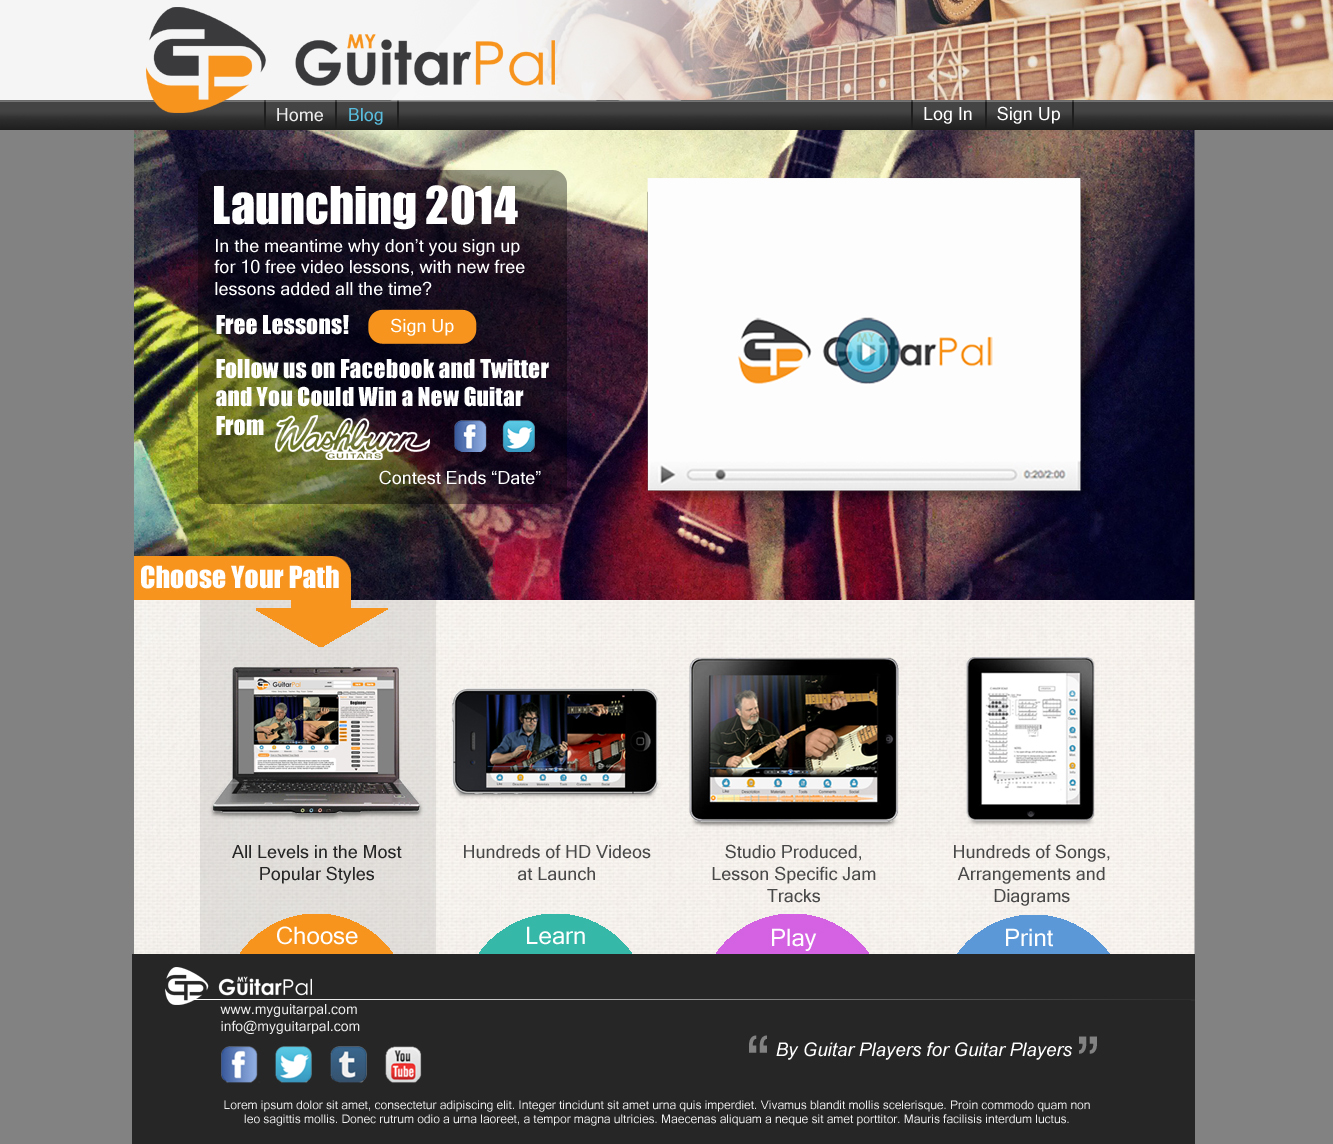 MY
GuitarPal
Home Blog Log In Sign Up
Launching 2014
In the meantime why don’t you sign up
for 10 free video lessons, with new free
lessons added all the time?
Free Lessons! Sign Up
Follow us on Facebook and Twitter
and You Could Win a New Guitar
From Washburn
GUITARS
Contest Ends “Date”
GuitarPal
0:20/2:00
Choose Your Path
GuitarPal
Beginner
GuitarPal
All Levels in the Most
Popular Styles
Hundreds of HD Videos
at Launch
Studio Produced,
Lesson Specific Jam
Tracks
Hundreds of Songs,
Arrangements and
Diagrams
Choose Learn Play Print
MY
GuitarPal
www.myguitarpal.com
info@myguitarpal.com
“ By Guitar Players for Guitar Players ”
f t You
Tube
Lorem ipsum dolor sit amet, consectetur adipiscing elit. Integer tincidunt sit amet urna quis imperdiet. Vivamus blandit mollis scelerisque. Proin commodo quam non
leo sagittis mollis. Donec rutrum odio a urna laoreet, a tempor magna ultricies. Maecenas aliquam a neque sit amet porttitor. Mauris facilisis interdum luctus.